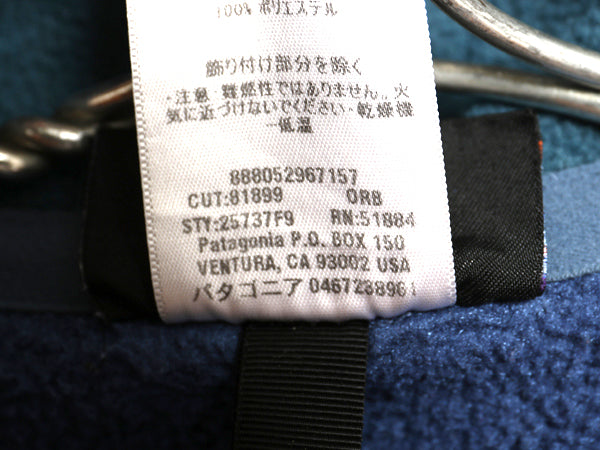 100% ポリエステル
飾り付け部分を除く
・注意・難燃性ではありません。火
気に近づけないでください・乾燥機
－低温
888052967157
CUT:81899 ORB
STY:25737F9 RN:51884
Patagonia P.O. BOX 150
VENTURA, CA 93002 USA
パタゴニア 0467238961